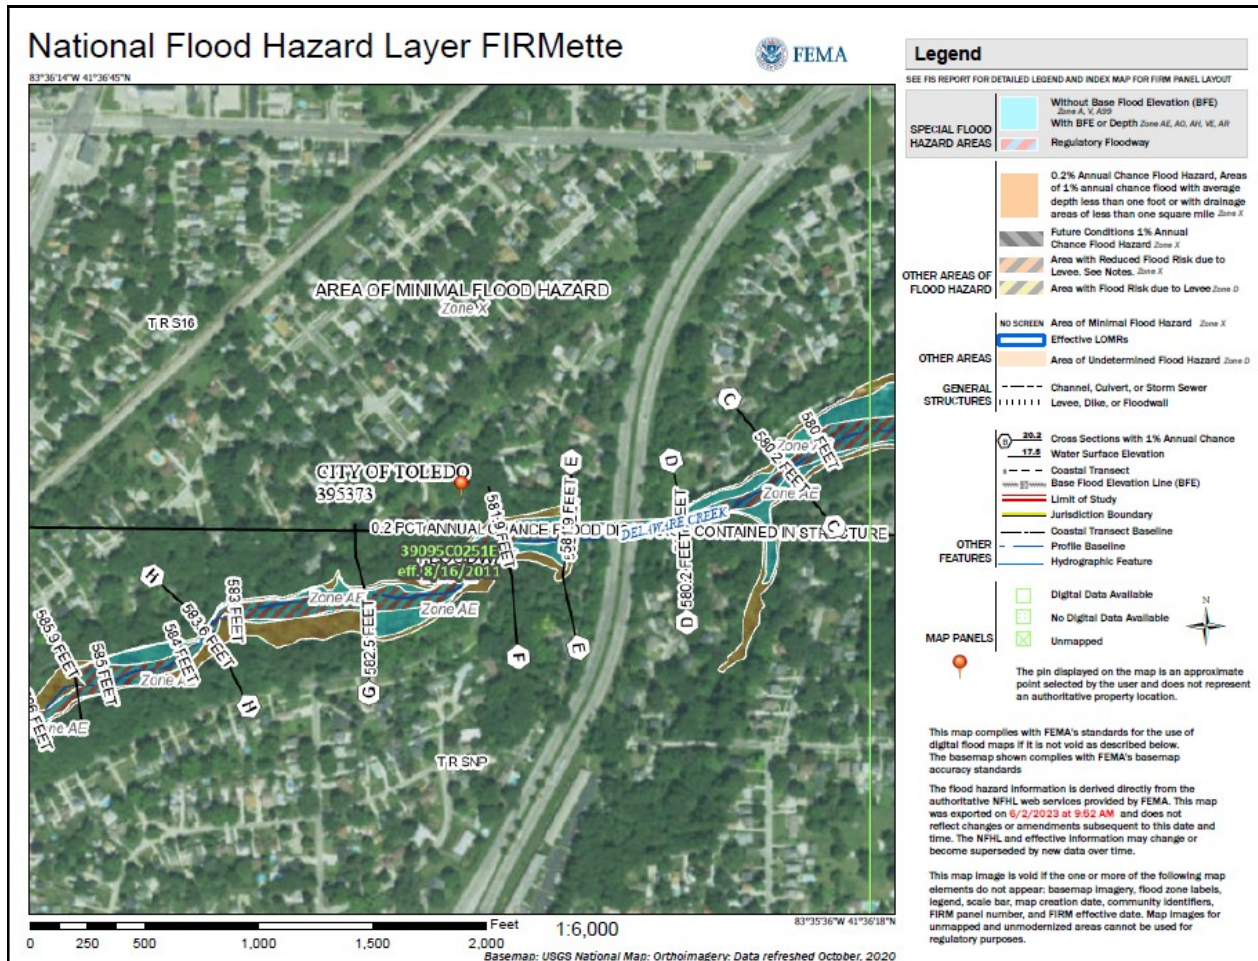 National Flood Hazard Layer FIRMette
FEMA
83°36'14"W 41°36'45"N
AREA OF MINIMAL FLOOD HAZARD
Zone X
T R S16
CITY OF TOLEDO
395373
0.2 PCT ANNUAL CHANCE FLOOD DIS
CONTAINED IN STRUCTURE
DELAWARE CREEK
39095C0251E
eff. 8/16/2011
C
580.2 FEET
C
580 FEET
Zone AE
D
580.2 FEET
D
E
581.9 FEET
E
581.9 FEET
F
Zone AE
Zone AE
G
582.5 FEET
H
583.6 FEET
H
583 FEET
584 FEET
585 FEET
585.9 FEET
FEET
AE
T R SNP
83°35'36"W 41°36'18"N
Feet
1:6,000
0 250 500 1,000 1,500 2,000
Basemap: USGS National Map: Orthoimagery: Data refreshed October, 2020
Legend
SEE FIS REPORT FOR DETAILED LEGEND AND INDEX MAP FOR FIRM PANEL LAYOUT
SPECIAL FLOOD
HAZARD AREAS
Without Base Flood Elevation (BFE)
Zone A, V, A99
With BFE or Depth Zone AE, AO, AH, VE, AR
Regulatory Floodway
OTHER AREAS OF
FLOOD HAZARD
0.2% Annual Chance Flood Hazard, Areas
of 1% annual chance flood with average
depth less than one foot or with drainage
areas of less than one square mile Zone X
Future Conditions 1% Annual
Chance Flood Hazard Zone X
Area with Reduced Flood Risk due to
Levee. See Notes. Zone X
Area with Flood Risk due to Levee Zone D
OTHER AREAS
NO SCREEN Area of Minimal Flood Hazard Zone X
Effective LOMRs
Area of Undetermined Flood Hazard Zone D
GENERAL
STRUCTURES
Channel, Culvert, or Storm Sewer
Levee, Dike, or Floodwall
OTHER
FEATURES
B 20.2 Cross Sections with 1% Annual Chance
17.5 Water Surface Elevation
8 Coastal Transect
Base Flood Elevation Line (BFE)
Limit of Study
Jurisdiction Boundary
Coastal Transect Baseline
Profile Baseline
Hydrographic Feature
MAP PANELS
Digital Data Available
No Digital Data Available
Unmapped
N
The pin displayed on the map is an approximate
point selected by the user and does not represent
an authoritative property location.
This map complies with FEMA's standards for the use of
digital flood maps if it is not void as described below.
The basemap shown complies with FEMA's basemap
accuracy standards
The flood hazard information is derived directly from the
authoritative NFHL web services provided by FEMA. This map
was exported on 6/2/2023 at 9:52 AM and does not
reflect changes or amendments subsequent to this date and
time. The NFHL and effective information may change or
become superseded by new data over time.
This map image is void if the one or more of the following map
elements do not appear: basemap imagery, flood zone labels,
legend, scale bar, map creation date, community identifiers,
FIRM panel number, and FIRM effective date. Map images for
unmapped and unmodernized areas cannot be used for
regulatory purposes.